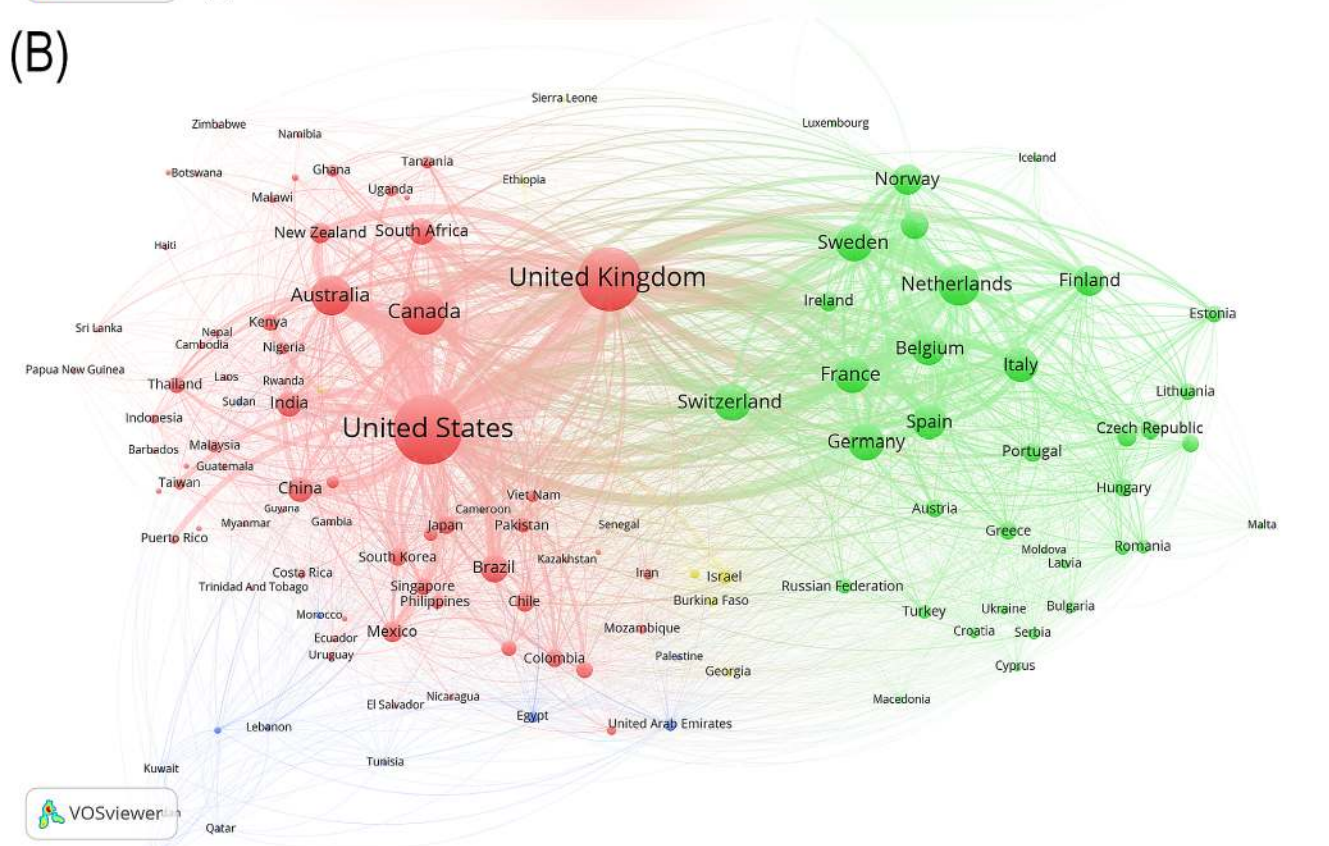 (B)
Sierra Leone
Luxembourg
Zimbabwe
Namibia
Iceland
Tanzania
Ghana
Botswana
Ethiopia
Norway
Uganda
Malawi
South Africa
New Zealand
Sweden
Haiti
United Kingdom
Netherlands
Finland
Australia
Ireland
Canada
Estonia
Kenya
Sri Lanka
Nepal
Cambodia
Nigeria
Belgium
Italy
Papua New Guinea
France
Laos
Rwanda
Thailand
Lithuania
Sudan
India
Switzerland
Indonesia
Spain
United States
Czech Republic
Germany
Malaysia
Barbados
Portugal
Guatemala
Taiwan
China
Hungary
Viet Nam
Guyana
Cameroon
Austria
Gambia
Myanmar
Japan
Pakistan
Senegal
Malta
Greece
Puerto Rico
Romania
Moldova
South Korea
Kazakhstan
Latvia
Brazil
Costa Rica
Iran
Israel
Trinidad And Tobago
Singapore
Russian Federation
Philippines
Chile
Burkina Faso
Bulgaria
Ukraine
Turkey
Morocco
Mexico
Mozambique
Croatia
Serbia
Ecuador
Uruguay
Colombia
Palestine
Cyprus
Georgia
Nicaragua
Macedonia
El Salvador
Egypt
United Arab Emirates
Lebanon
Tunisia
Kuwait
VOSviewer
Qatar